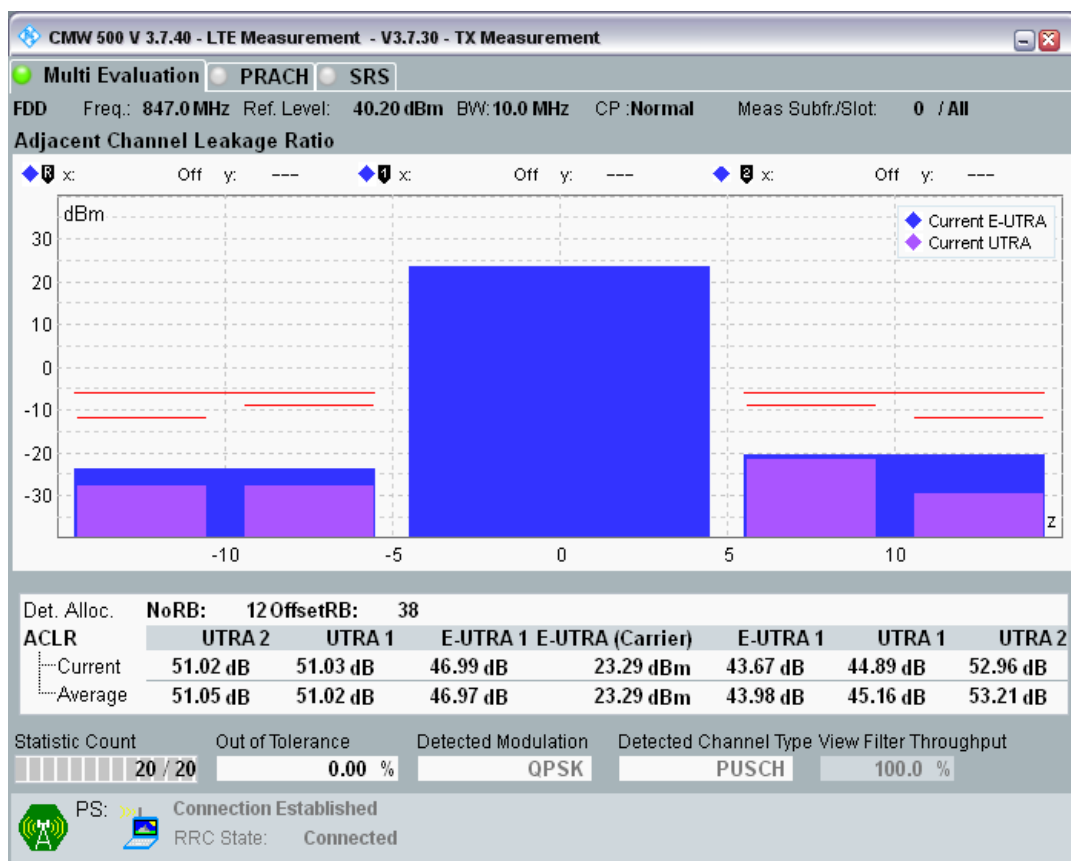 CMW 500 V 3.7.40 - LTE Measurement - V3.7.30 - TX Measurement
Multi Evaluation PRACH SRS
FDD Freq.: 847.0 MHz Ref. Level: 40.20 dBm BW: 10.0 MHz CP :Normal Meas Subfr./Slot: 0 / All
Adjacent Channel Leakage Ratio
R x: Off y: --- 1 x: Off y: --- 2 x: Off y: ---
dBm
Current E-UTRA
Current UTRA
30
20
10
0
-10
-20
-30
z
-10 -5 0 5 10
Det. Alloc. NoRB: 12 OffsetRB: 38
ACLR UTRA 2 UTRA 1 E-UTRA 1 E-UTRA (Carrier) E-UTRA 1 UTRA 1 UTRA 2
Current 51.02 dB 51.03 dB 46.99 dB 23.29 dBm 43.67 dB 44.89 dB 52.96 dB
Average 51.05 dB 51.02 dB 46.97 dB 23.29 dBm 43.98 dB 45.16 dB 53.21 dB
Statistic Count Out of Tolerance Detected Modulation Detected Channel Type View Filter Throughput
20 / 20 0.00 % QPSK PUSCH 100.0 %
PS: Connection Established
RRC State: Connected